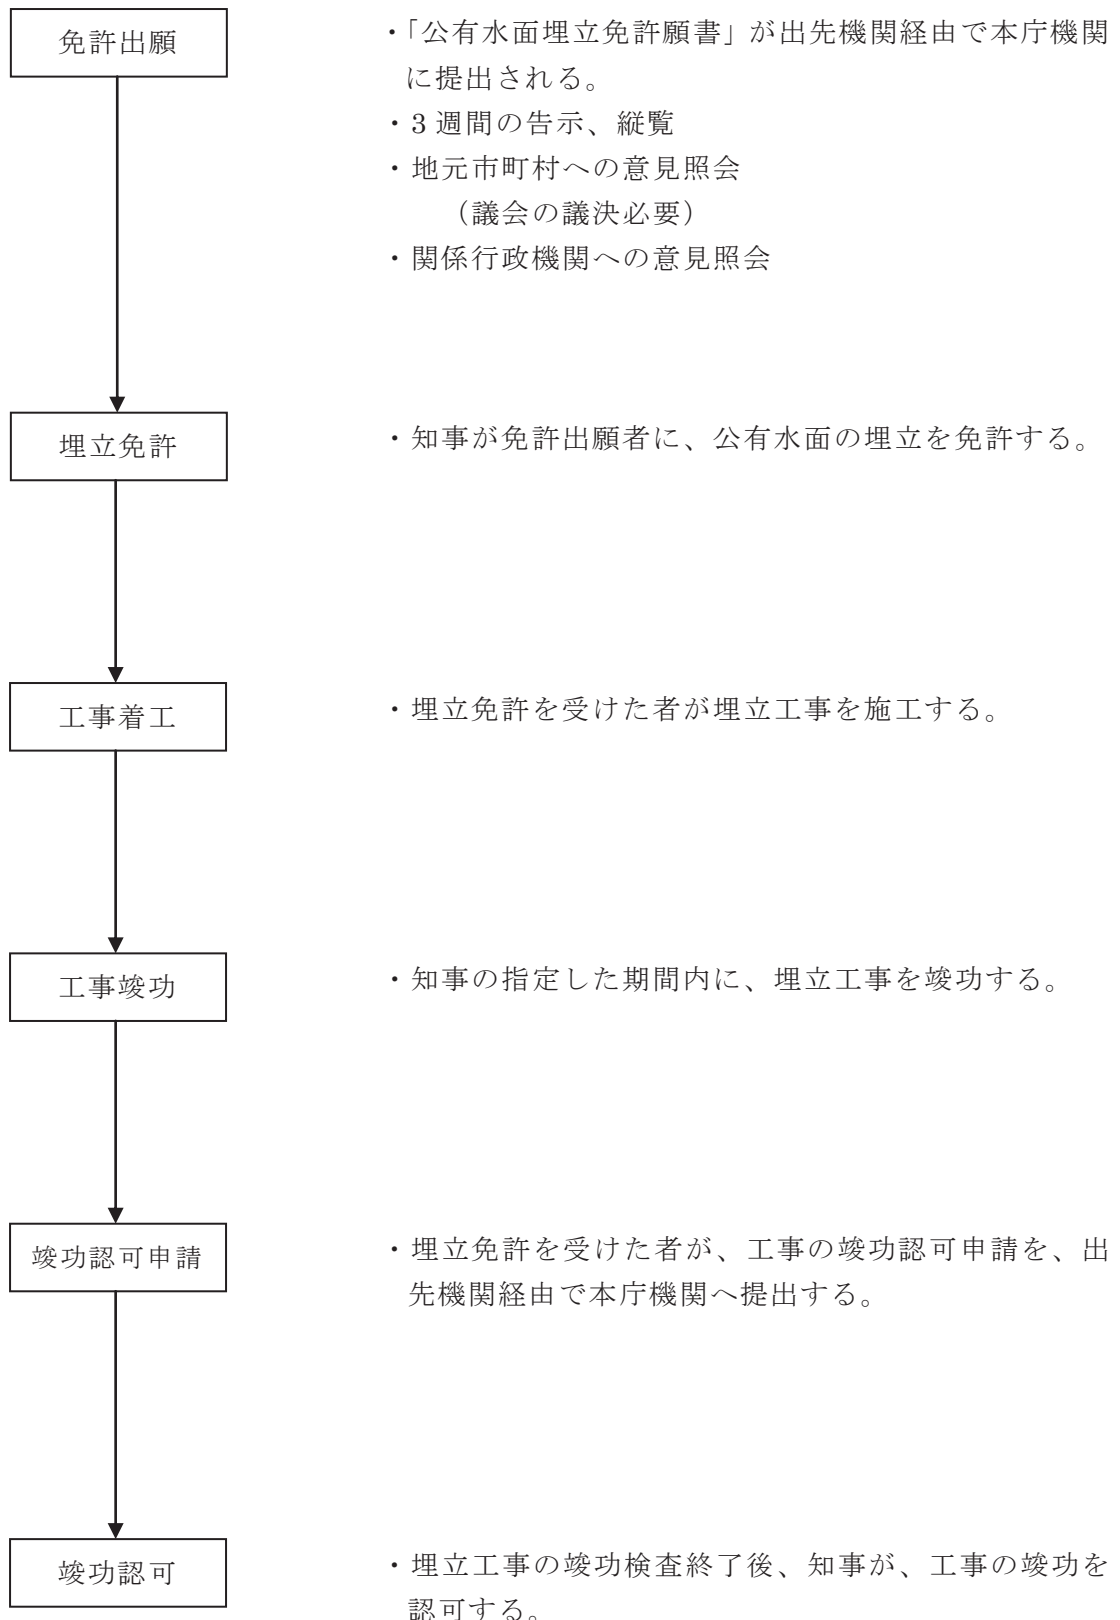 免許出願
・「公有水面埋立免許願書」が出先機関経由で本庁機関
に提出される。
・3週間の告示、縦覧
・地元市町村への意見照会
（議会の議決必要）
・関係行政機関への意見照会
埋立免許
・知事が免許出願者に、公有水面の埋立を免許する。
工事着工
・埋立免許を受けた者が埋立工事を施工する。
工事竣功
・知事の指定した期間内に、埋立工事を竣功する。
竣功認可申請
・埋立免許を受けた者が、工事の竣功認可申請を、出
先機関経由で本庁機関へ提出する。
竣功認可
・埋立工事の竣功検査終了後、知事が、工事の竣功を
認可する。